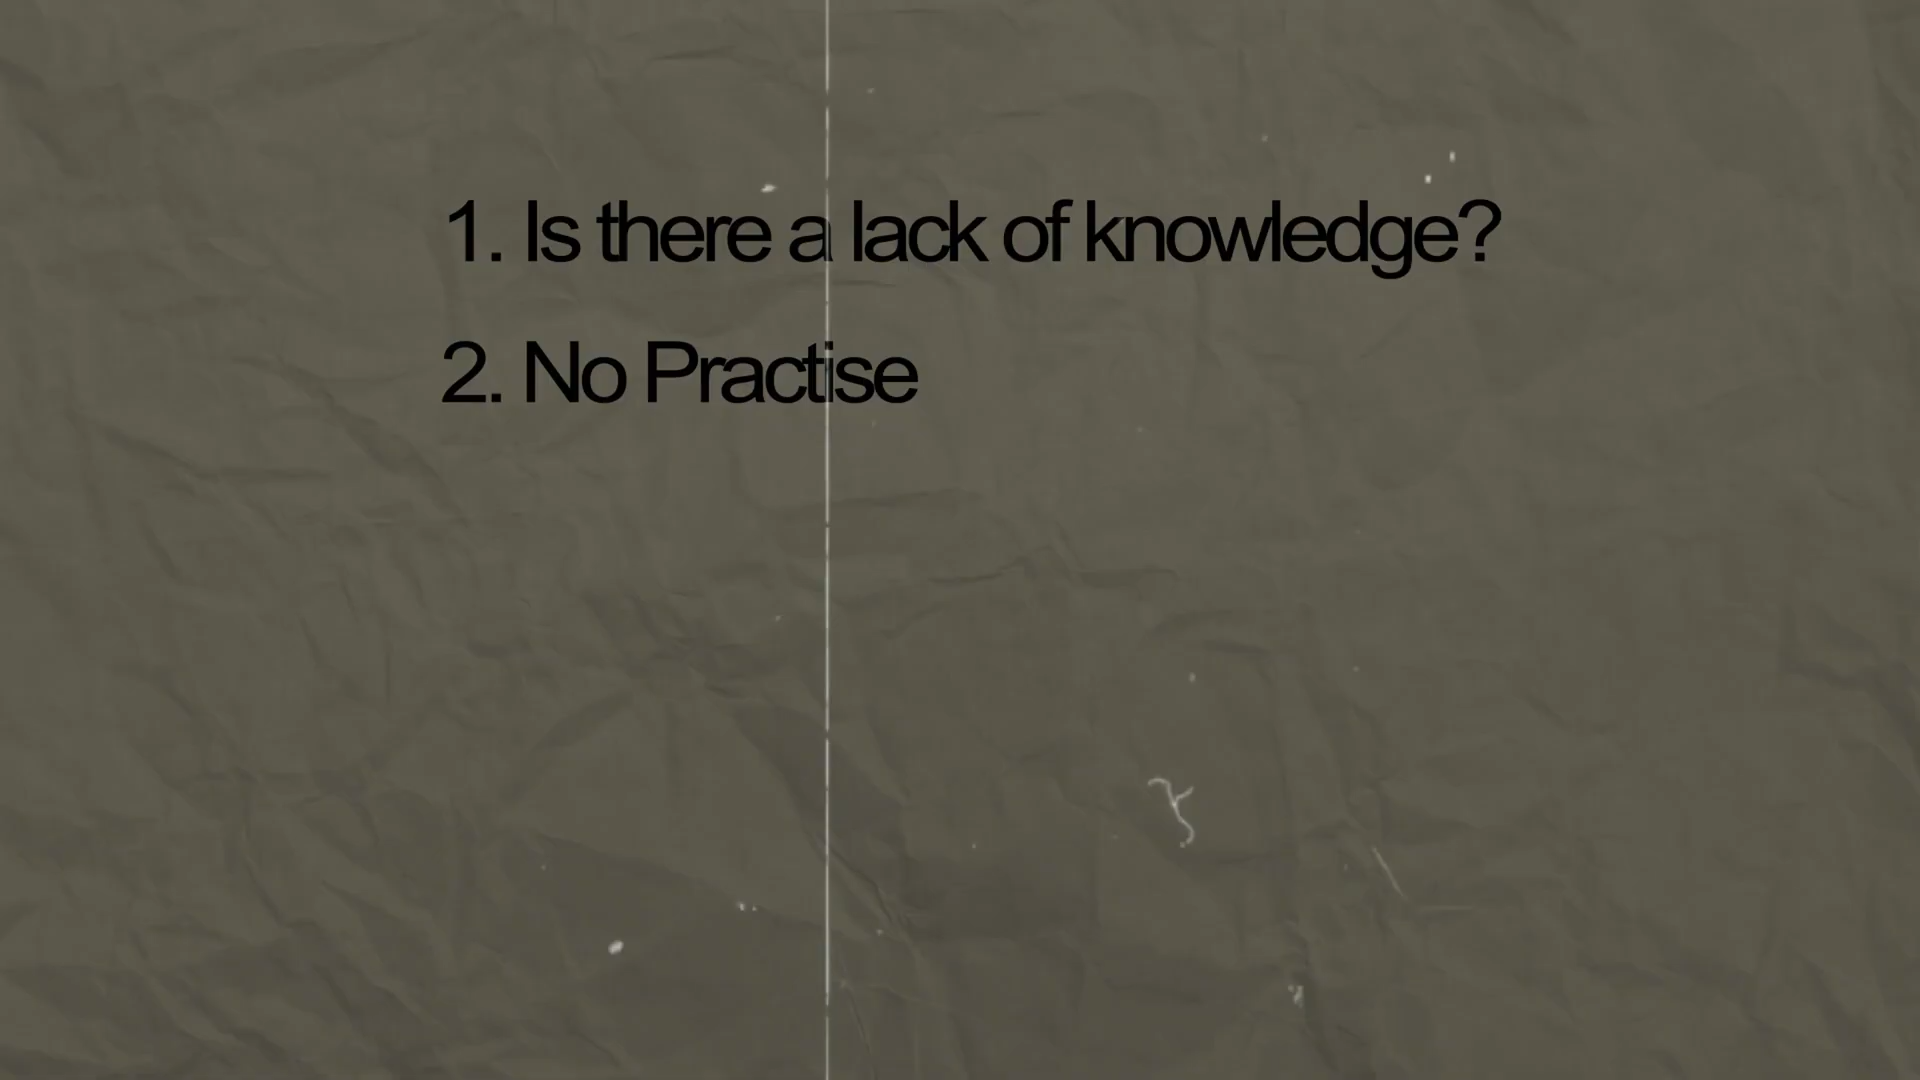 1. Is there a lack of knowledge?
2. No Practise